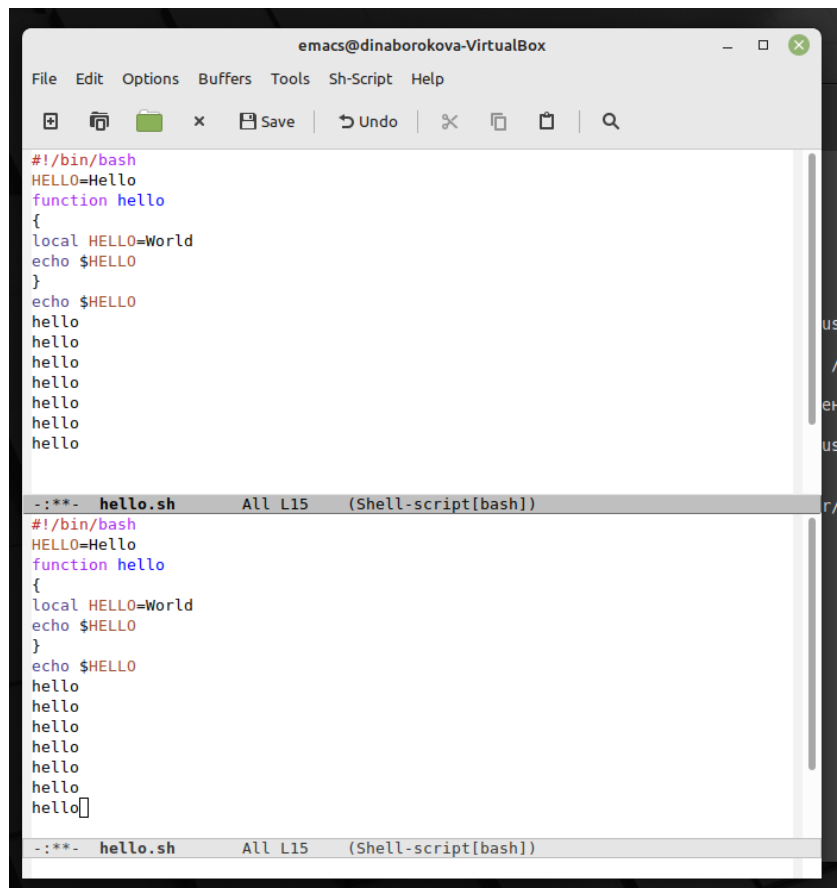 emacs@dinaborokova-VirtualBox
File Edit Options Buffers Tools Sh-Script Help
Save Undo
#!/bin/bash
HELLO=Hello
function hello
{
local HELLO=World
echo $HELLO
}
echo $HELLO
hello
hello
hello
hello
hello
hello
hello
-:**- hello.sh All L15 (Shell-script[bash])
#!/bin/bash
HELLO=Hello
function hello
{
local HELLO=World
echo $HELLO
}
echo $HELLO
hello
hello
hello
hello
hello
hello
hello
-:**- hello.sh All L15 (Shell-script[bash])